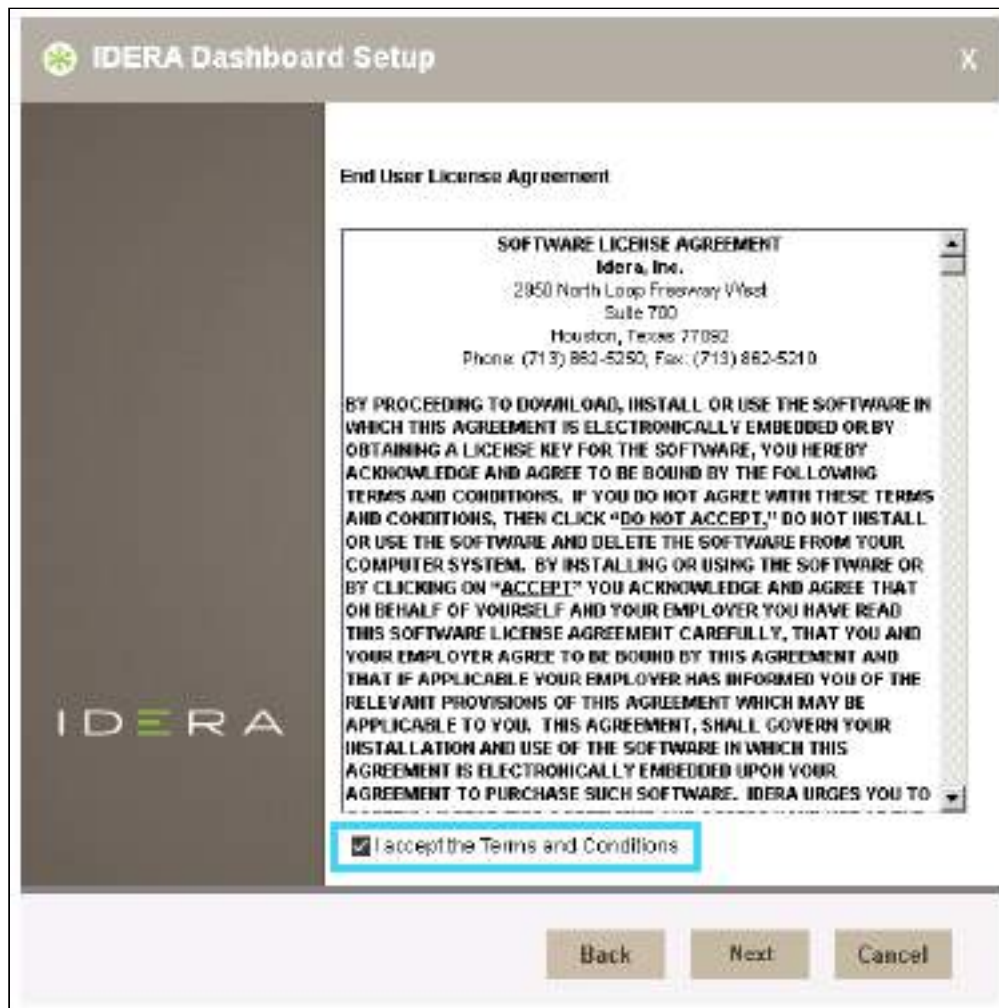 IDERA Dashboard Setup X
End User License Agreement
SOFTWARE LICENSE AGREEMENT
Idera, Inc.
2950 North Loop Freeway West
Suite 700
Houston, Texas 77092
Phone: (713) 862-5250, Fax: (713) 862-5210
BY PROCEEDING TO DOWNLOAD, INSTALL OR USE THE SOFTWARE IN
WHICH THIS AGREEMENT IS ELECTRONICALLY EMBEDDED OR BY
OBTAINING A LICENSE KEY FOR THE SOFTWARE, YOU HEREBY
ACKNOWLEDGE AND AGREE TO BE BOUND BY THE FOLLOWING
TERMS AND CONDITIONS. IF YOU DO NOT AGREE WITH THESE TERMS
AND CONDITIONS, THEN CLICK “DO NOT ACCEPT,” DO NOT INSTALL
OR USE THE SOFTWARE AND DELETE THE SOFTWARE FROM YOUR
COMPUTER SYSTEM. BY INSTALLING OR USING THE SOFTWARE OR
BY CLICKING ON “ACCEPT” YOU ACKNOWLEDGE AND AGREE THAT
ON BEHALF OF YOURSELF AND YOUR EMPLOYER YOU HAVE READ
THIS SOFTWARE LICENSE AGREEMENT CAREFULLY, THAT YOU AND
YOUR EMPLOYER AGREE TO BE BOUND BY THIS AGREEMENT AND
THAT IF APPLICABLE YOUR EMPLOYER HAS INFORMED YOU OF THE
RELEVANT PROVISIONS OF THIS AGREEMENT WHICH MAY BE
APPLICABLE TO YOU. THIS AGREEMENT, SHALL GOVERN YOUR
INSTALLATION AND USE OF THE SOFTWARE IN WHICH THIS
AGREEMENT IS ELECTRONICALLY EMBEDDED UPON YOUR
AGREEMENT TO PURCHASE SUCH SOFTWARE. IDERA URGES YOU TO
IDERA
I accept the Terms and Conditions
Back Next Cancel